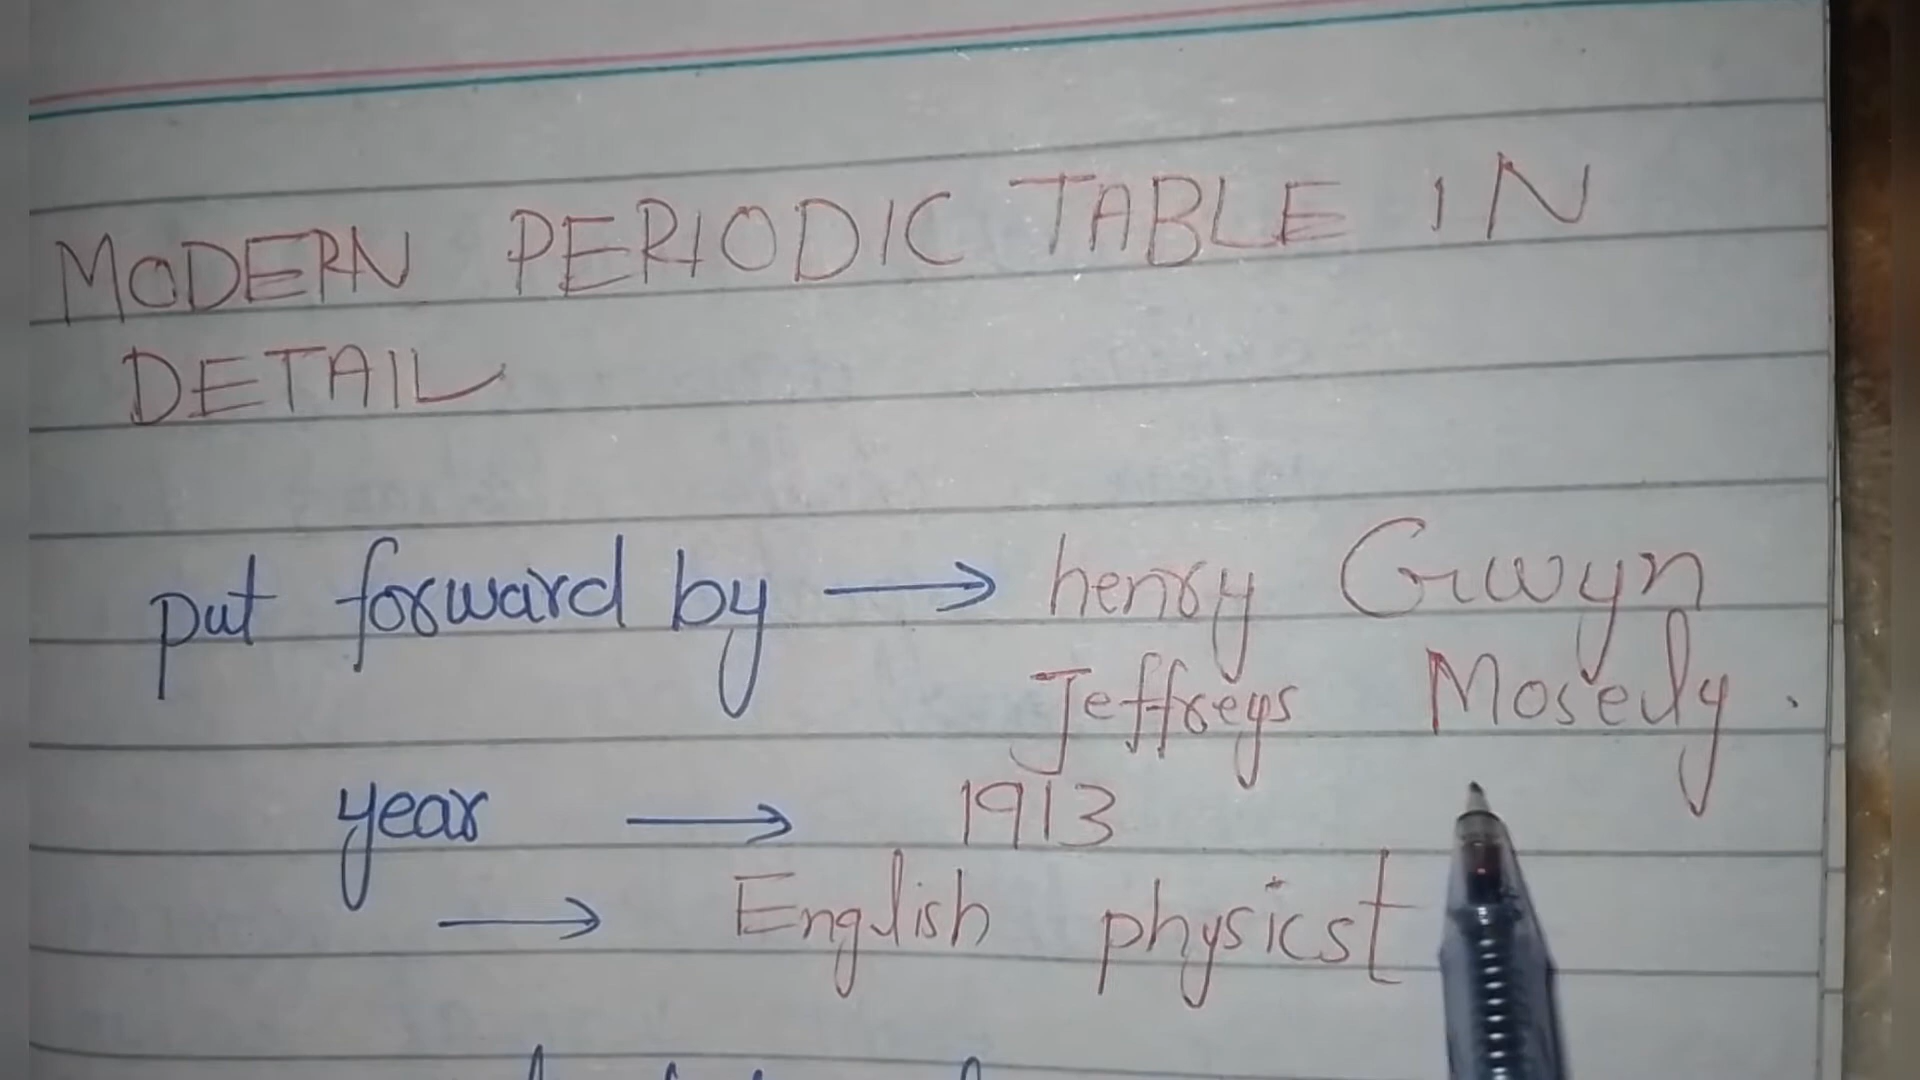 MODERN PERIODIC TABLE IN
DETAIL
put forward by → henry Gwyn
Jeffreys Mosely.
year → 1913
→ English physicst